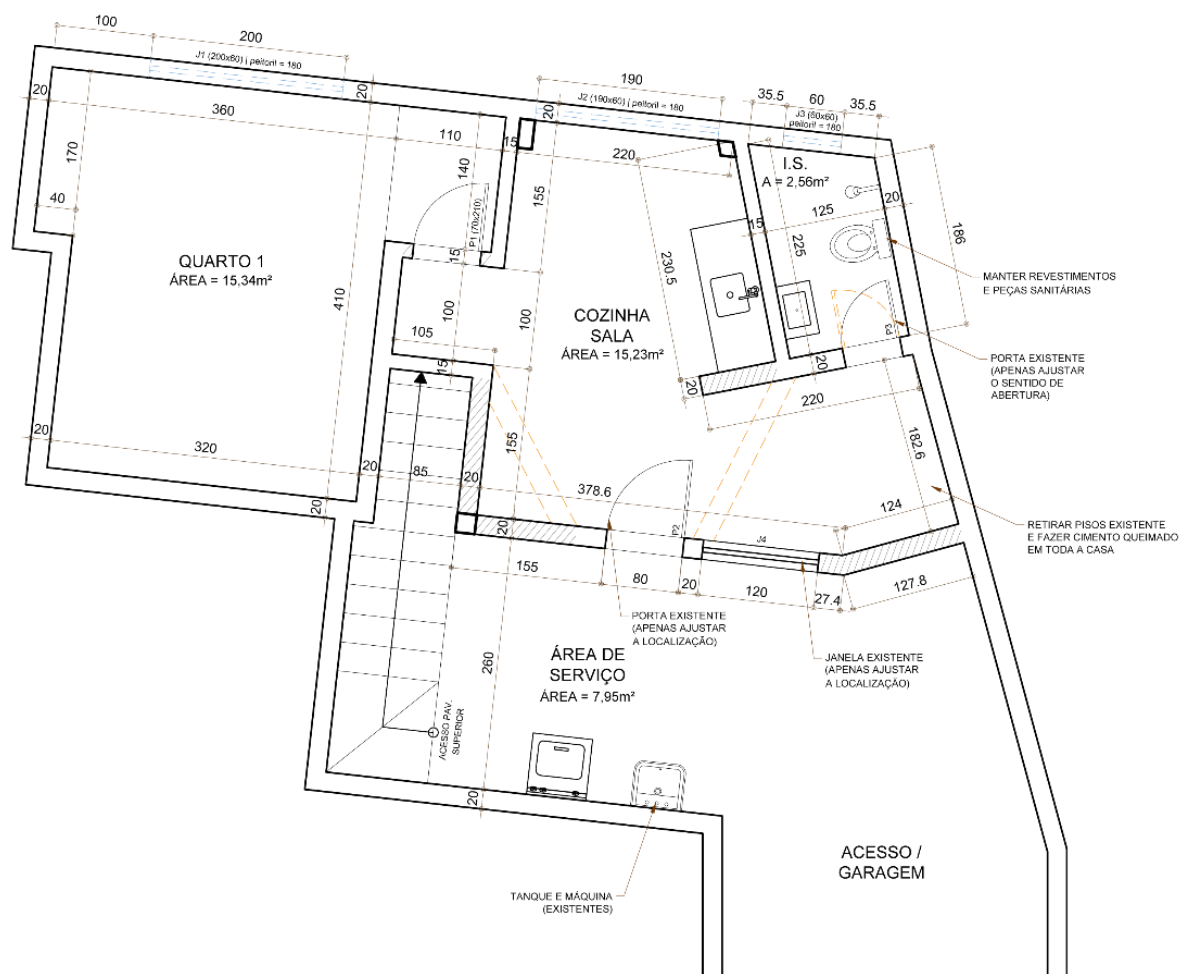 100
200
J1 (200x60) | peitoril = 180
20
360
20
110
15
140
170
40
P1 (70x210)
15
QUARTO 1
ÁREA = 15,34m²
410
100
105
15
20
320
20
20
85
20
190
J2 (190x60) | peitoril = 180
20
220
155
230.5
COZINHA
SALA
ÁREA = 15,23m²
100
155
20
35.5
60
35.5
J3 (60x60)
peitoril = 180
I.S.
A = 2,56m²
15
125
20
225
186
P3
20
220
182.6
124
378.6
20
P2
J4
155
80
20
120
27.4
127.8
MANTER REVESTIMENTOS
E PEÇAS SANITÁRIAS
PORTA EXISTENTE
(APENAS AJUSTAR
O SENTIDO DE
ABERTURA)
RETIRAR PISOS EXISTENTE
E FAZER CIMENTO QUEIMADO
EM TODA A CASA
PORTA EXISTENTE
(APENAS AJUSTAR
A LOCALIZAÇÃO)
JANELA EXISTENTE
(APENAS AJUSTAR
A LOCALIZAÇÃO)
ÁREA DE
SERVIÇO
ÁREA = 7,95m²
260
ACESSO PAV.
SUPERIOR
20
ACESSO /
GARAGEM
TANQUE E MÁQUINA
(EXISTENTES)